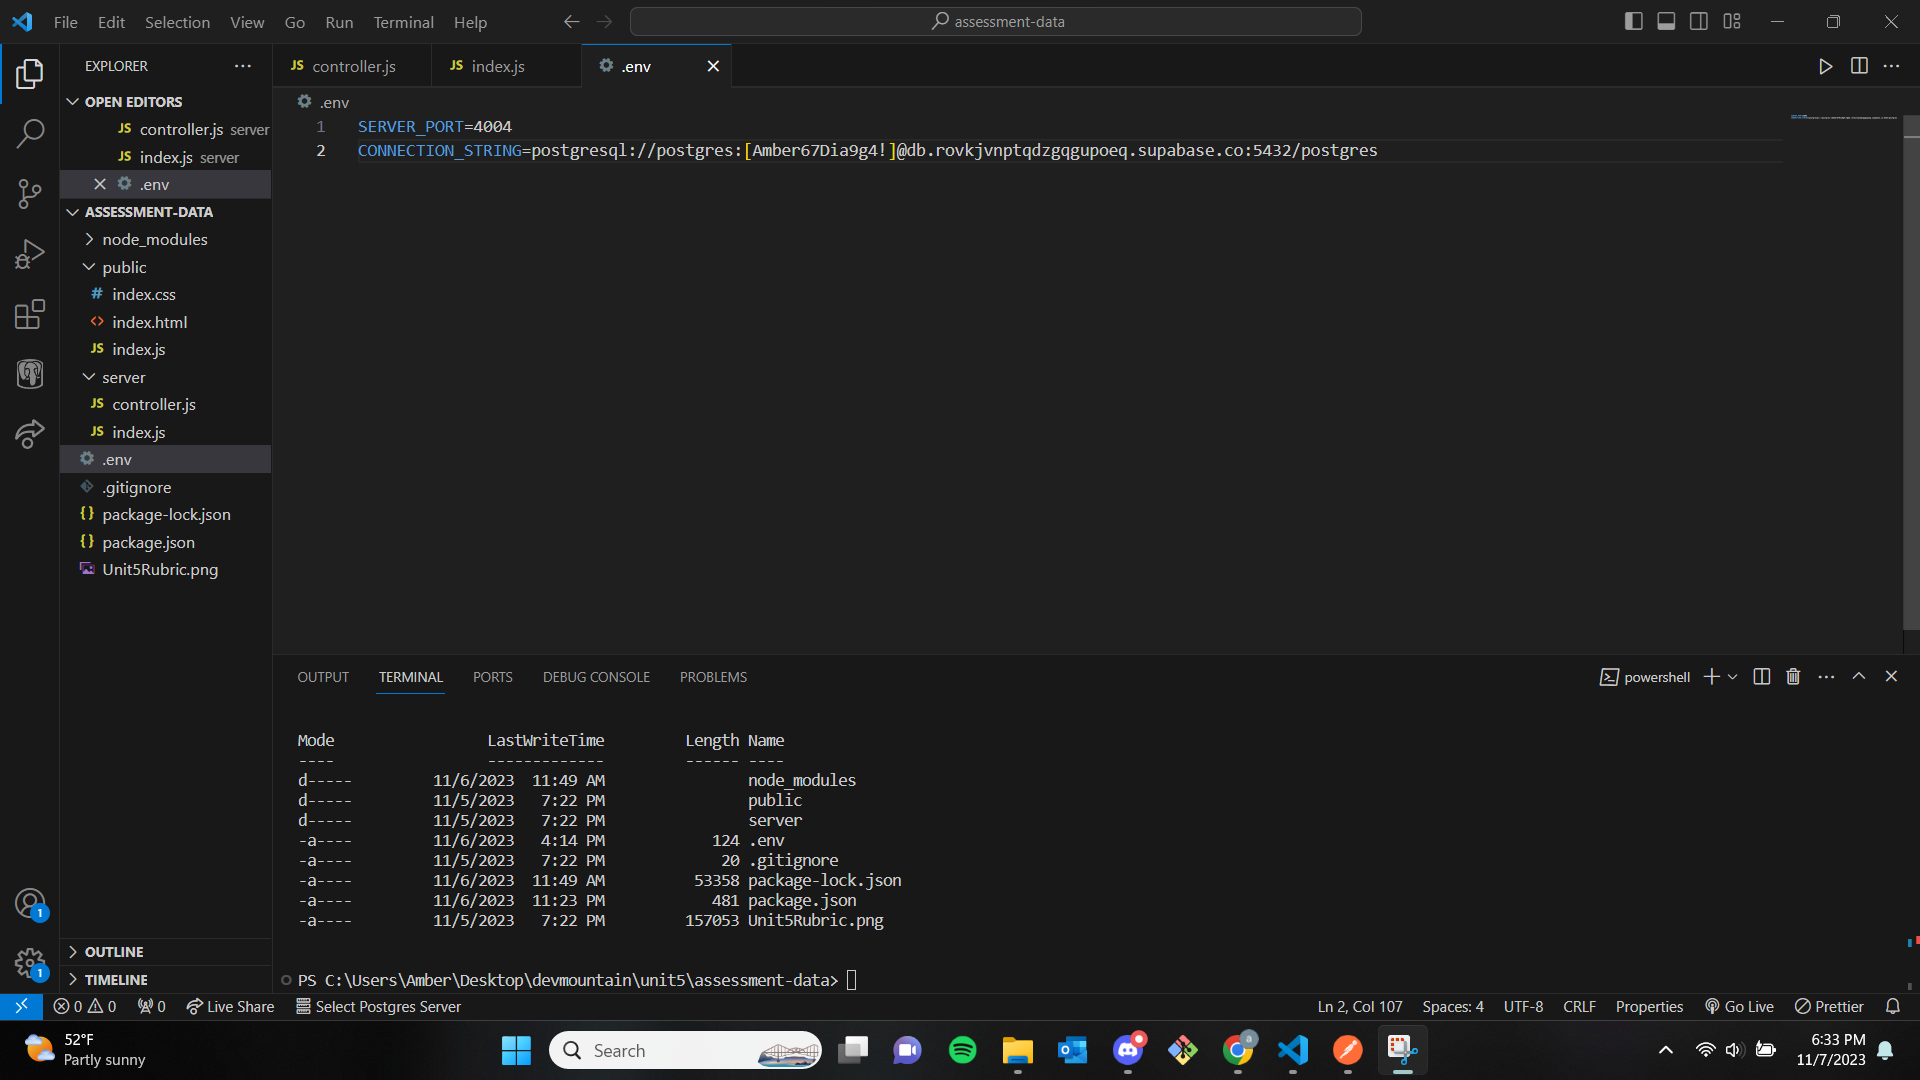 File Edit Selection View Go Run Terminal Help
assessment-data
EXPLORER
OPEN EDITORS
JS controller.js server
JS index.js server
.env
ASSESSMENT-DATA
node_modules
public
# index.css
<> index.html
JS index.js
server
JS controller.js
JS index.js
.env
.gitignore
{} package-lock.json
{} package.json
Unit5Rubric.png
OUTLINE
TIMELINE
JS controller.js
JS index.js
.env
.env
1 SERVER_PORT=4004
2 CONNECTION_STRING=postgresql://postgres:[Amber67Dia9g4!]@db.rovkjvnptqdzgqgupoeq.supabase.co:5432/postgres
OUTPUT TERMINAL PORTS DEBUG CONSOLE PROBLEMS
powershell
Mode LastWriteTime Length Name
---- ------------- ------ ----
d----- 11/6/2023 11:49 AM node_modules
d----- 11/5/2023 7:22 PM public
d----- 11/5/2023 7:22 PM server
-a---- 11/6/2023 4:14 PM 124 .env
-a---- 11/5/2023 7:22 PM 20 .gitignore
-a---- 11/6/2023 11:49 AM 53358 package-lock.json
-a---- 11/6/2023 11:23 PM 481 package.json
-a---- 11/5/2023 7:22 PM 157053 Unit5Rubric.png
PS C:\Users\Amber\Desktop\devmountain\unit5\assessment-data>
1
1
0 0 0 Live Share Select Postgres Server
Ln 2, Col 107 Spaces: 4 UTF-8 CRLF Properties Go Live Prettier
52°F
Partly sunny
Search
a
6:33 PM
11/7/2023